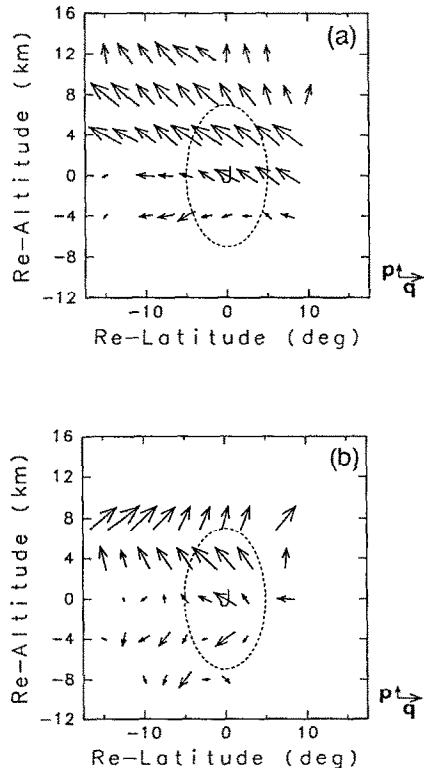 (a)
Re-Altitude (km)
16
12
8
4
0
-4
-8
-12
-10
0
10
Re-Latitude (deg)
J
p
q
(b)
Re-Altitude (km)
16
12
8
4
0
-4
-8
-12
-10
0
10
Re-Latitude (deg)
J
p
q